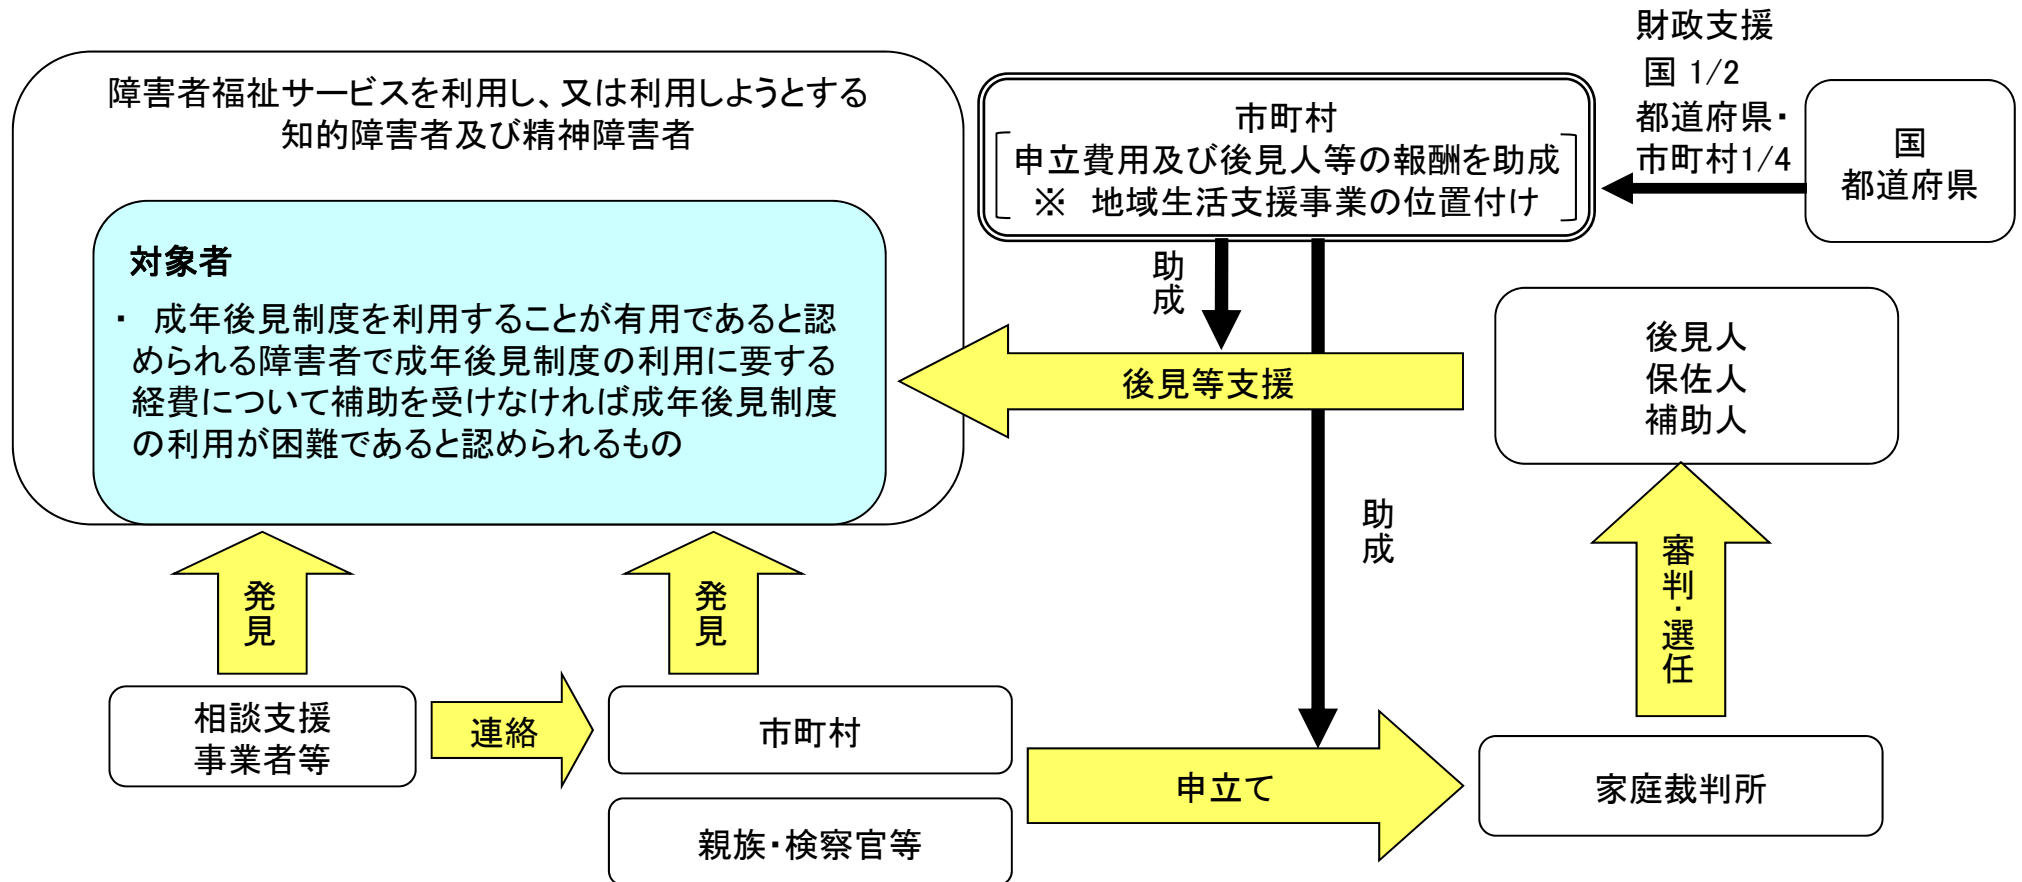 財政支援
国 1/2
都道府県・
市町村1/4
国
都道府県
障害者福祉サービスを利用し、又は利用しようとする
知的障害者及び精神障害者
市町村
申立費用及び後見人等の報酬を助成
※ 地域生活支援事業の位置付け
対象者
・ 成年後見制度を利用することが有用であると認
められる障害者で成年後見制度の利用に要する
経費について補助を受けなければ成年後見制度
の利用が困難であると認められるもの
助成
後見等支援
後見人
保佐人
補助人
助成
審判・選任
発見
発見
相談支援
事業者等
連絡
市町村
親族・検察官等
申立て
家庭裁判所